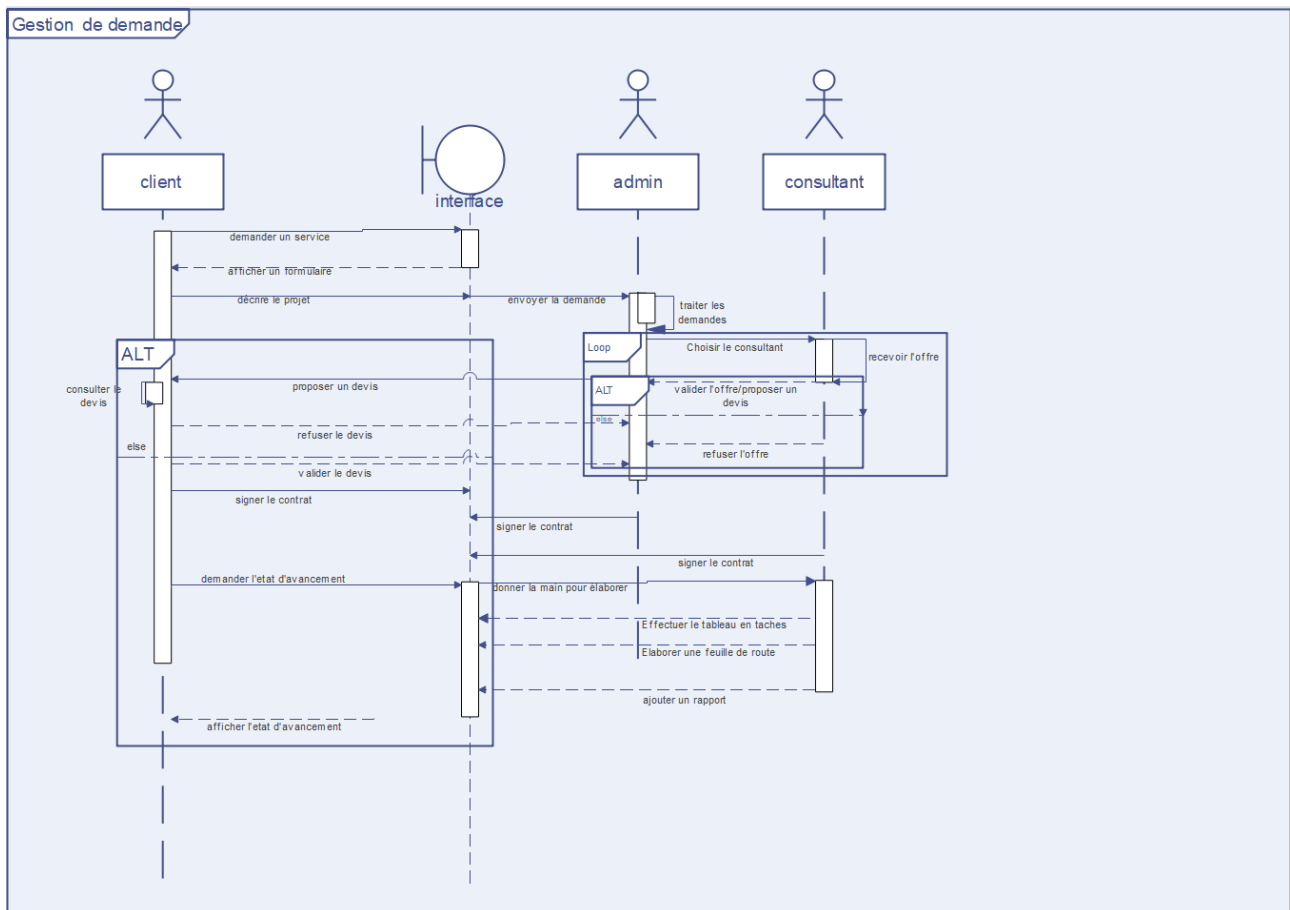 Gestion de demande
client
interface
admin
consultant
demander un service
afficher un formulaire
décrire le projet
envoyer la demande
traiter les
demandes
Loop
Choisir le consultant
recevoir l'offre
ALT
consulter le
devis
proposer un devis
ALT
valider l'offre/proposer un
devis
else
refuser le devis
else
refuser l'offre
valider le devis
signer le contrat
signer le contrat
signer le contrat
demander l'etat d'avancement
donner la main pour élaborer
Effectuer le tableau en taches
Elaborer une feuille de route
ajouter un rapport
afficher l'etat d'avancement